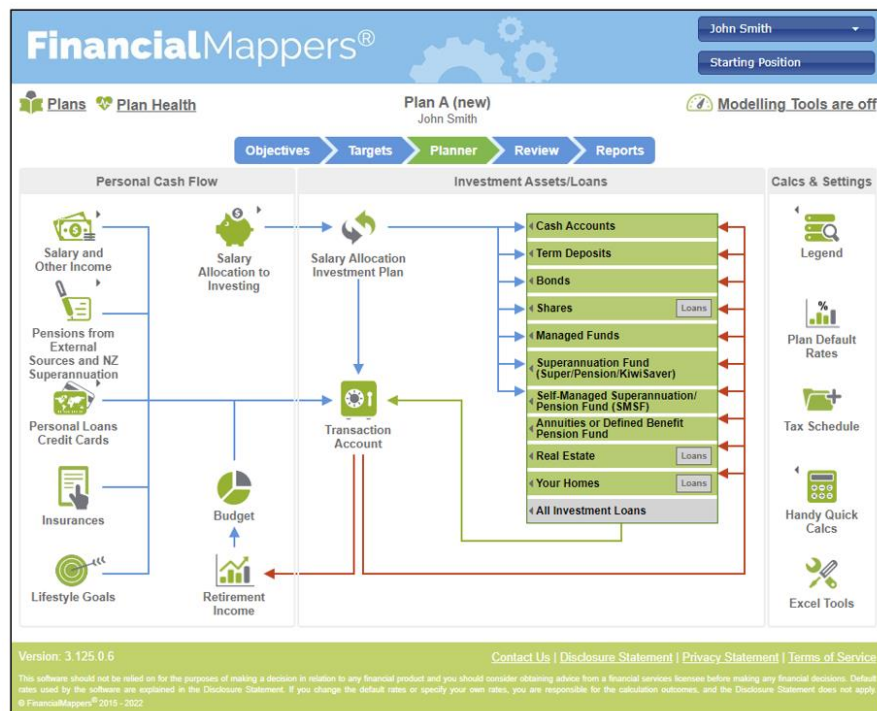 FinancialMappers®
John Smith
Starting Position
Plans
Plan Health
Plan A (new)
John Smith
Modelling Tools are off
Objectives
Targets
Planner
Review
Reports
Personal Cash Flow
Investment Assets/Loans
Calcs & Settings
Salary and
Other Income
Salary
Allocation to
Investing
Salary Allocation
Investment Plan
Pensions from
External
Sources and NZ
Superannuation
Personal Loans
Credit Cards
Transaction
Account
Insurances
Budget
Lifestyle Goals
Retirement
Income
Cash Accounts
Term Deposits
Bonds
Shares
Loans
Managed Funds
Superannuation Fund
(Super/Pension/KiwiSaver)
Self-Managed Superannuation/
Pension Fund (SMSF)
Annuities or Defined Benefit
Pension Fund
Real Estate
Loans
Your Homes
Loans
All Investment Loans
Legend
%
Plan Default
Rates
Tax Schedule
Handy Quick
Calcs
Excel Tools
Version: 3.125.0.6
Contact Us | Disclosure Statement | Privacy Statement | Terms of Service
This software should not be relied on for the purposes of making a decision in relation to any financial product and you should consider obtaining advice from a financial services licensee before making any financial decisions. Default
rates used by the software are explained in the Disclosure Statement. If you change the default rates or specify your own rates, you are responsible for the calculation outcomes, and the Disclosure Statement does not apply.
© FinancialMappers® 2015 - 2022